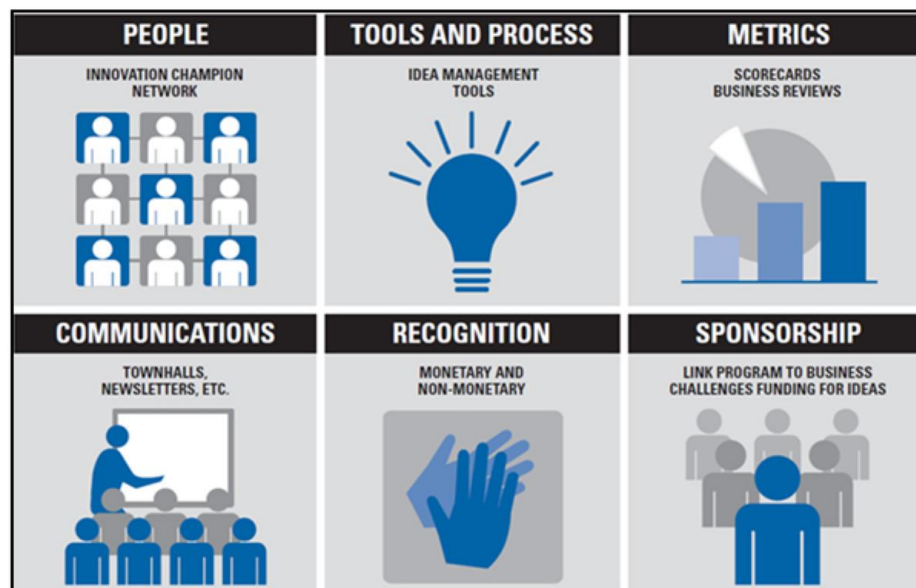 PEOPLE
INNOVATION CHAMPION
NETWORK
TOOLS AND PROCESS
IDEA MANAGEMENT
TOOLS
METRICS
SCORECARDS
BUSINESS REVIEWS
COMMUNICATIONS
TOWNHALLS,
NEWSLETTERS, ETC.
RECOGNITION
MONETARY AND
NON-MONETARY
SPONSORSHIP
LINK PROGRAM TO BUSINESS
CHALLENGES FUNDING FOR IDEAS